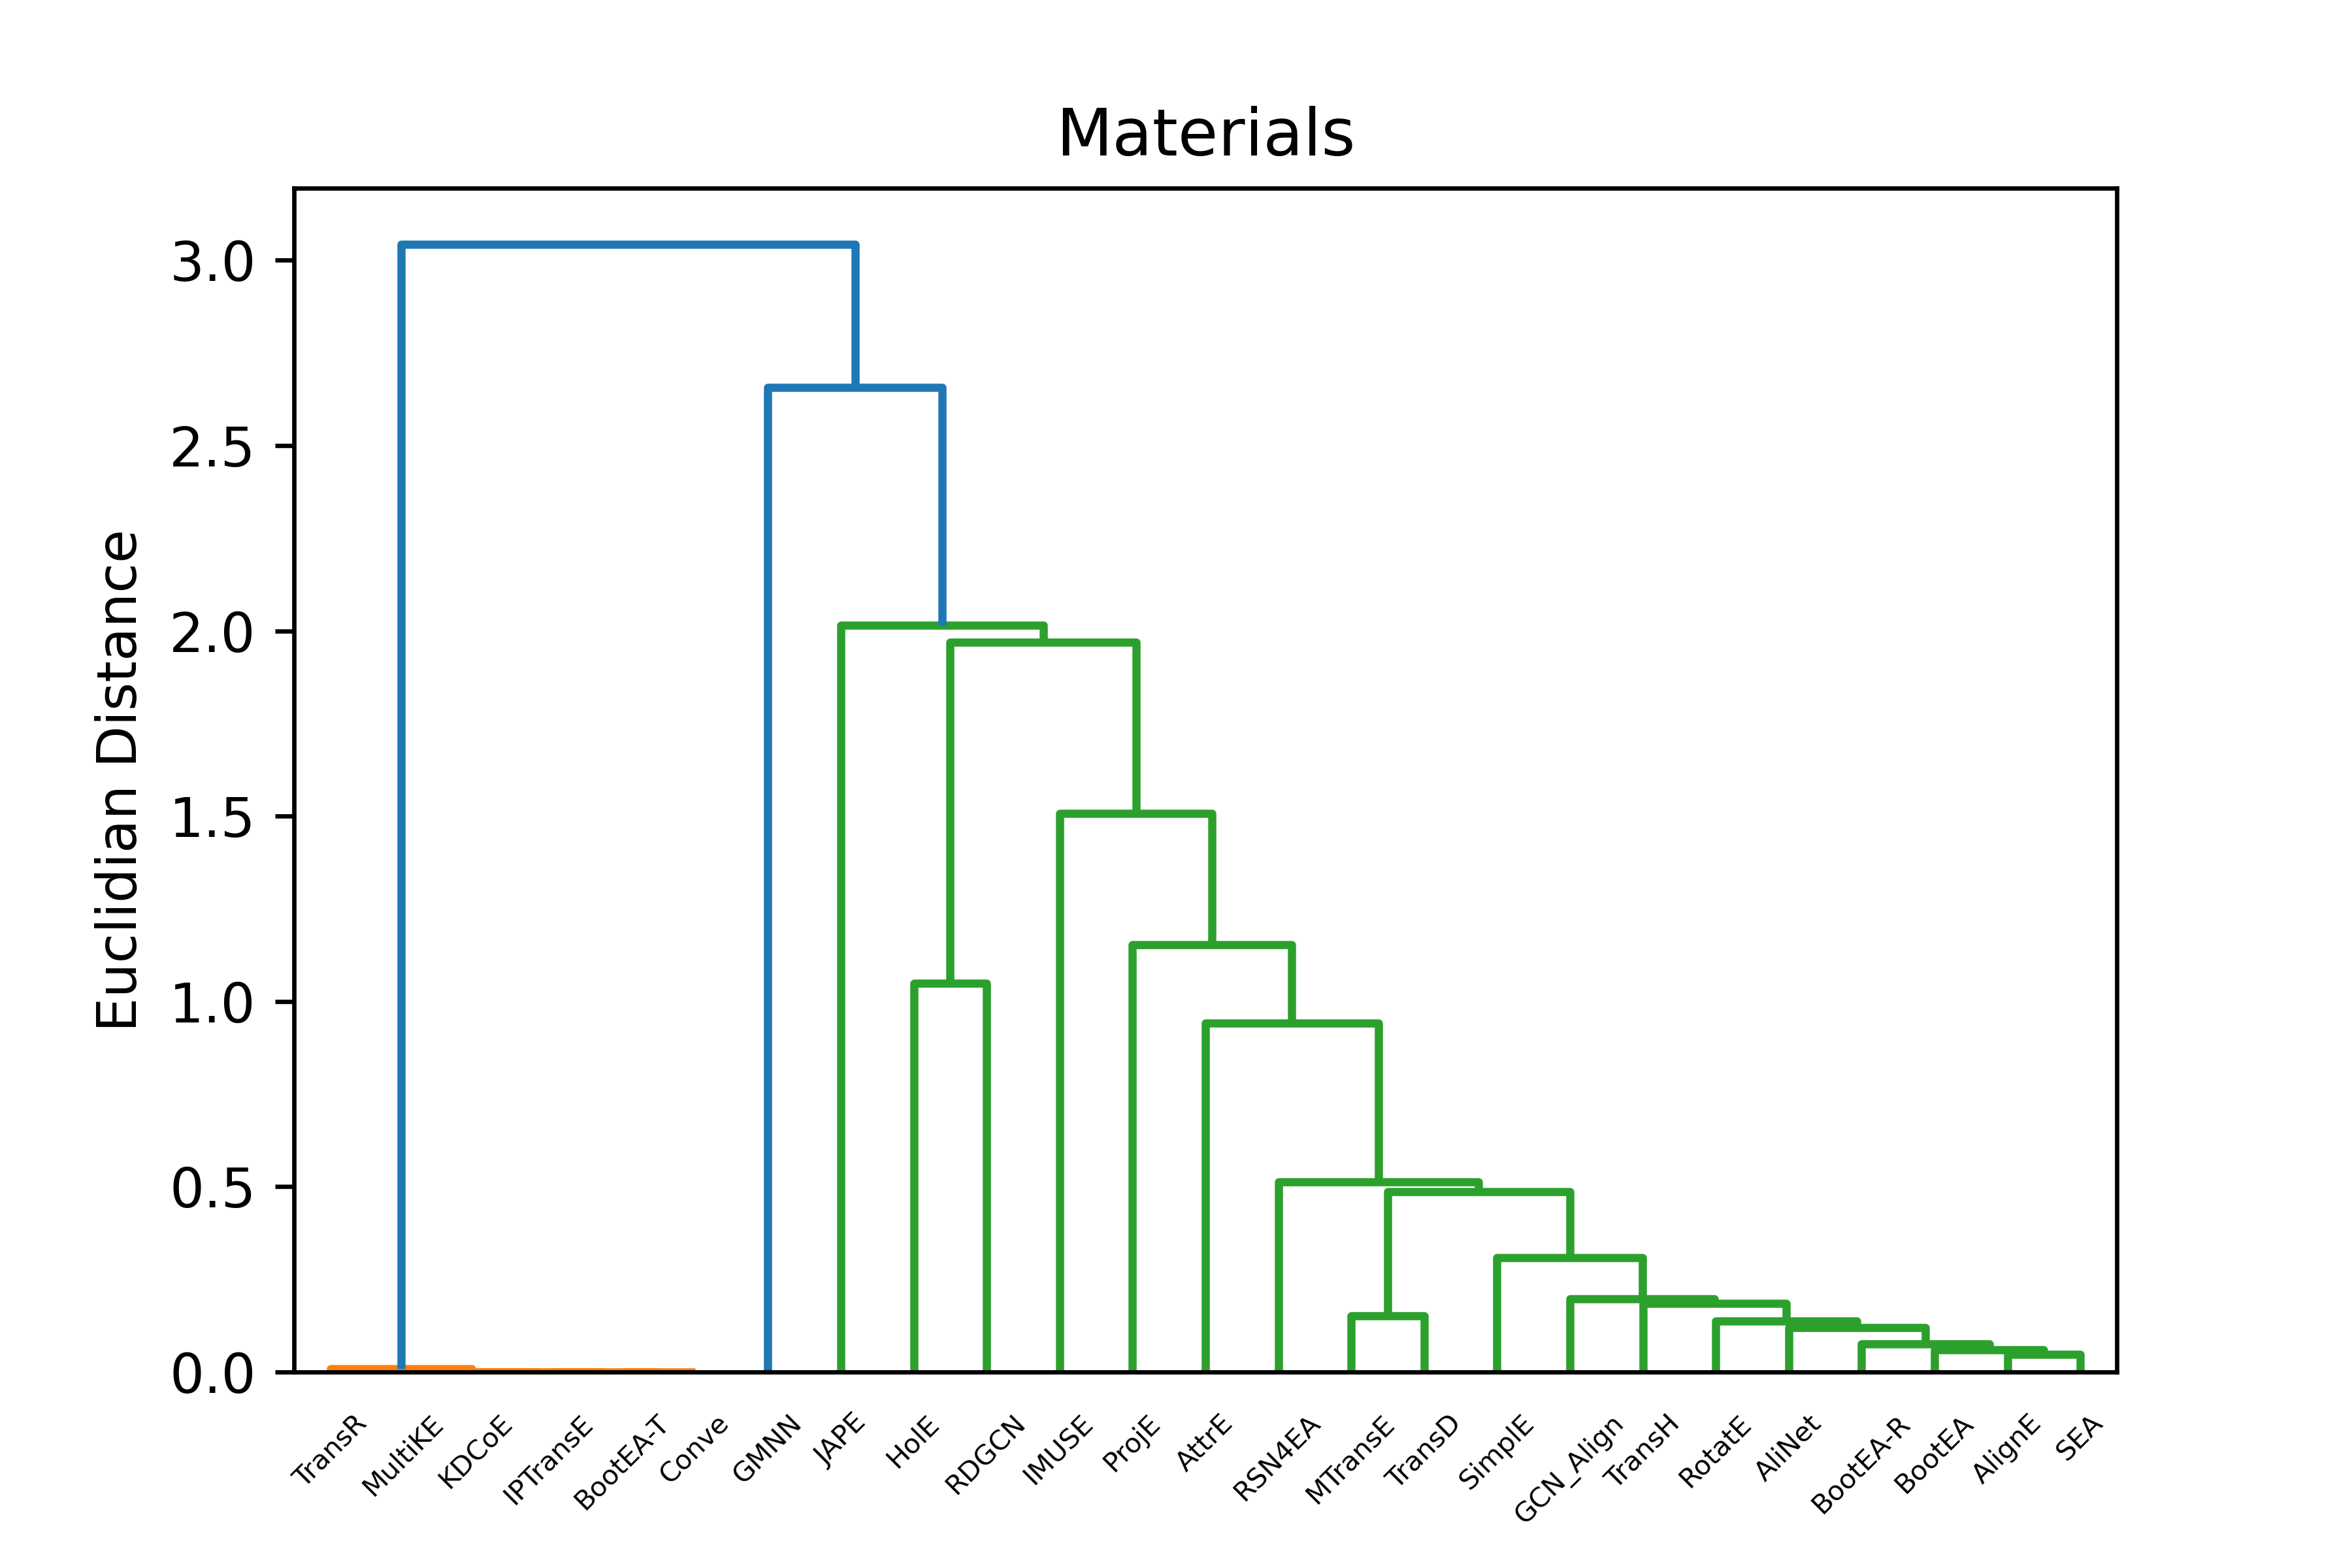 Materials
Euclidian Distance
3.0
2.5
2.0
1.5
1.0
0.5
0.0
TransR
MultiKE
KDCoE
IPTransE
BootEA-T
Conve
GMNN
JAPE
HolE
RDGCN
IMUSE
ProjE
AttrE
RSN4EA
MTransE
TransD
SimplE
GCN_Align
TransH
RotatE
AliNet
BootEA-R
BootEA
AlignE
SEA